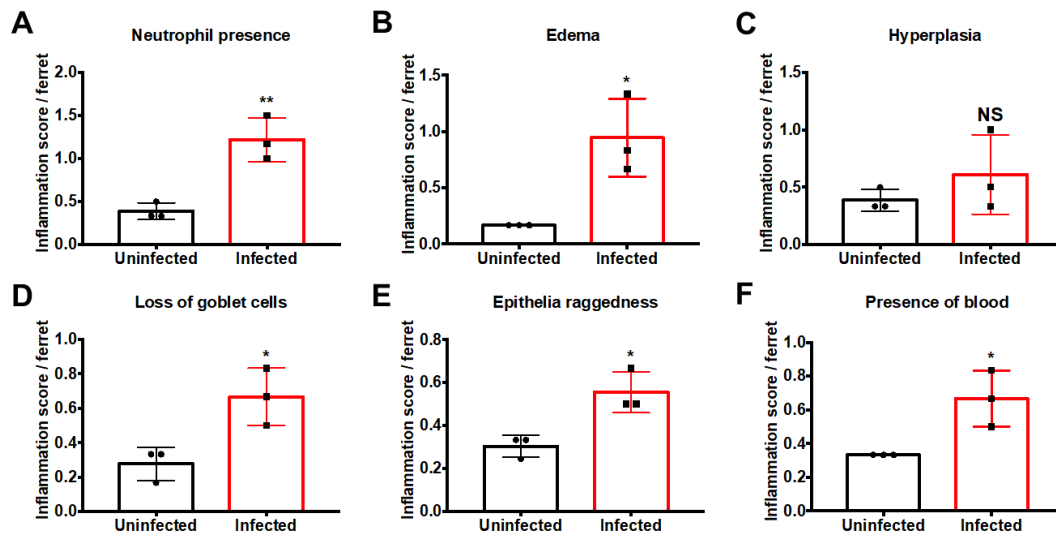 A
Neutrophil presence
Inflammation score / ferret
2.0
1.5
1.0
0.5
0.0
**
Uninfected Infected
B
Edema
Inflammation score / ferret
1.5
1.0
0.5
0.0
*
Uninfected Infected
C
Hyperplasia
Inflammation score / ferret
1.5
1.0
0.5
0.0
NS
Uninfected Infected
D
Loss of goblet cells
Inflammation score / ferret
1.0
0.8
0.6
0.4
0.2
0.0
*
Uninfected Infected
E
Epithelia raggedness
Inflammation score / ferret
0.8
0.6
0.4
0.2
0.0
*
Uninfected Infected
F
Presence of blood
Inflammation score / ferret
1.0
0.8
0.6
0.4
0.2
0.0
*
Uninfected Infected